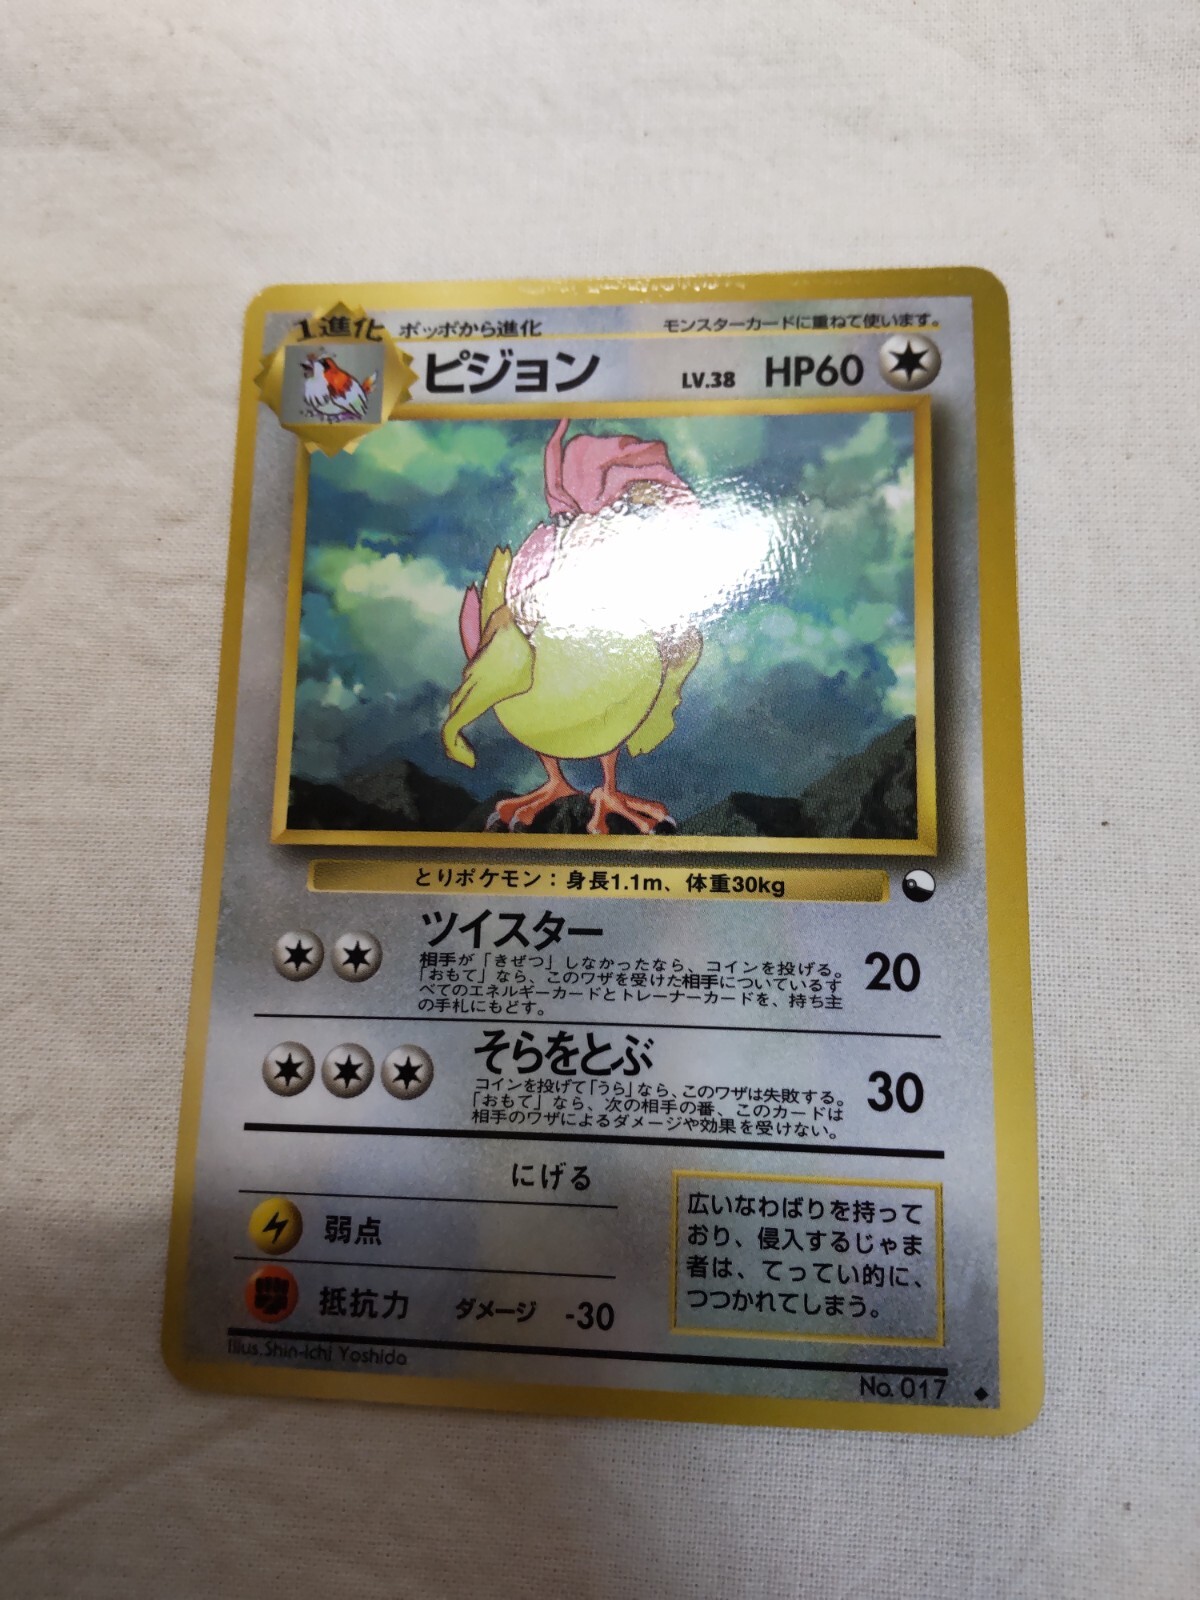 1進化 ポッポから進化 モンスターカードに重ねて使います。
ピジョン LV.38 HP60
とりポケモン：身長1.1m、体重30kg
ツイスター 20
相手が「きぜつ」しなかったなら、コインを投げる。
「おもて」なら、このワザを受けた相手についているす
べてのエネルギーカードとトレーナーカードを、持ち主
の手札にもどす。
そらをとぶ 30
コインを投げて「うら」なら、このワザは失敗する。
「おもて」なら、次の相手の番、このカードは
相手のワザによるダメージや効果を受けない。
にげる
弱点
抵抗力 ダメージ -30
広いなわばりを持って
おり、侵入するじゃま
者は、てってい的に、
つつかれてしまう。
Illus.Shin-ichi Yoshida
No. 017